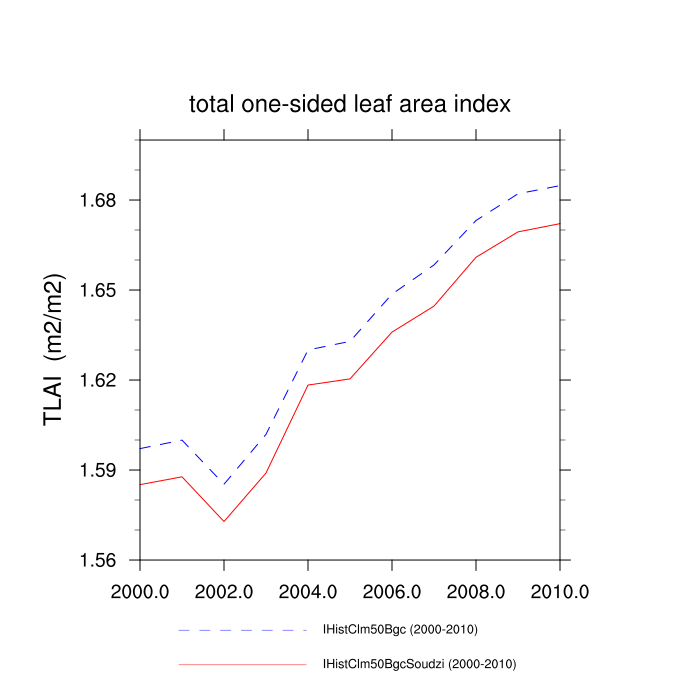 total one-sided leaf area index
TLAI (m2/m2)
1.68
1.65
1.62
1.59
1.56
2000.0 2002.0 2004.0 2006.0 2008.0 2010.0
IHistClm50Bgc (2000-2010)
IHistClm50BgcSoudzi (2000-2010)